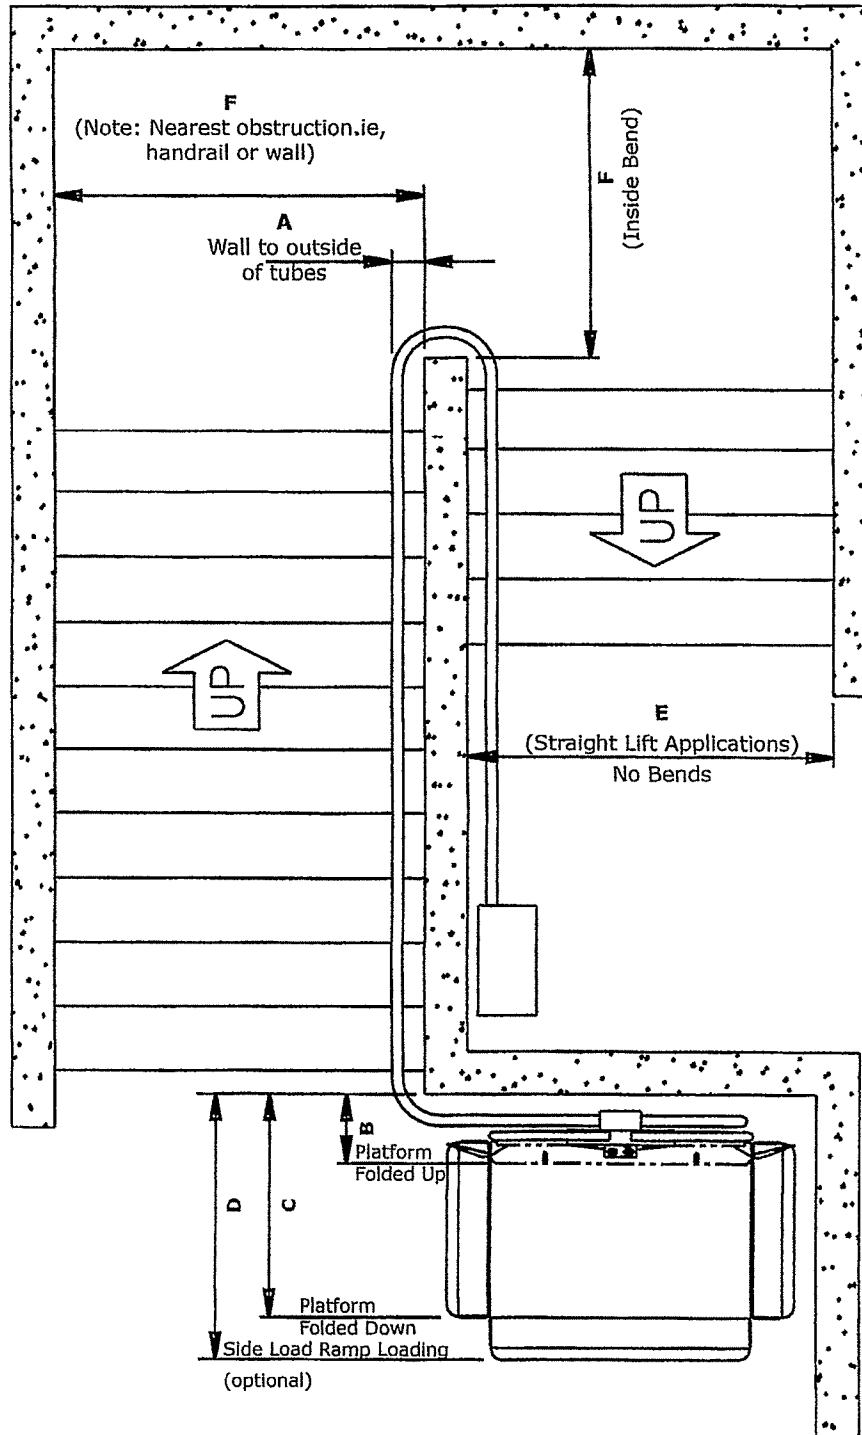 F
(Note: Nearest obstruction.ie,
handrail or wall)
F
(Inside Bend)
A
Wall to outside
of tubes
UP
UP
E
(Straight Lift Applications)
No Bends
B
Platform
Folded Up
D
C
Platform
Folded Down
Side Load Ramp Loading
(optional)